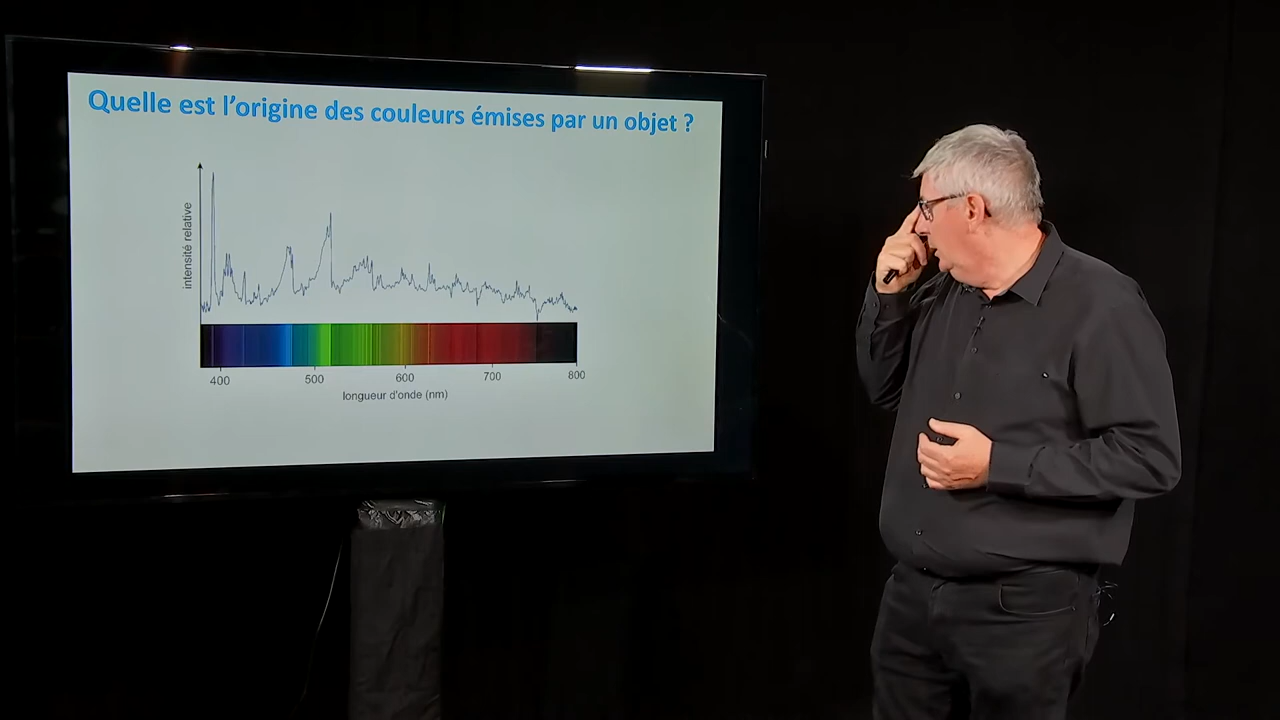 Quelle est l'origine des couleurs émises par un objet ?
intensité relative
400 500 600 700 800
longueur d'onde (nm)